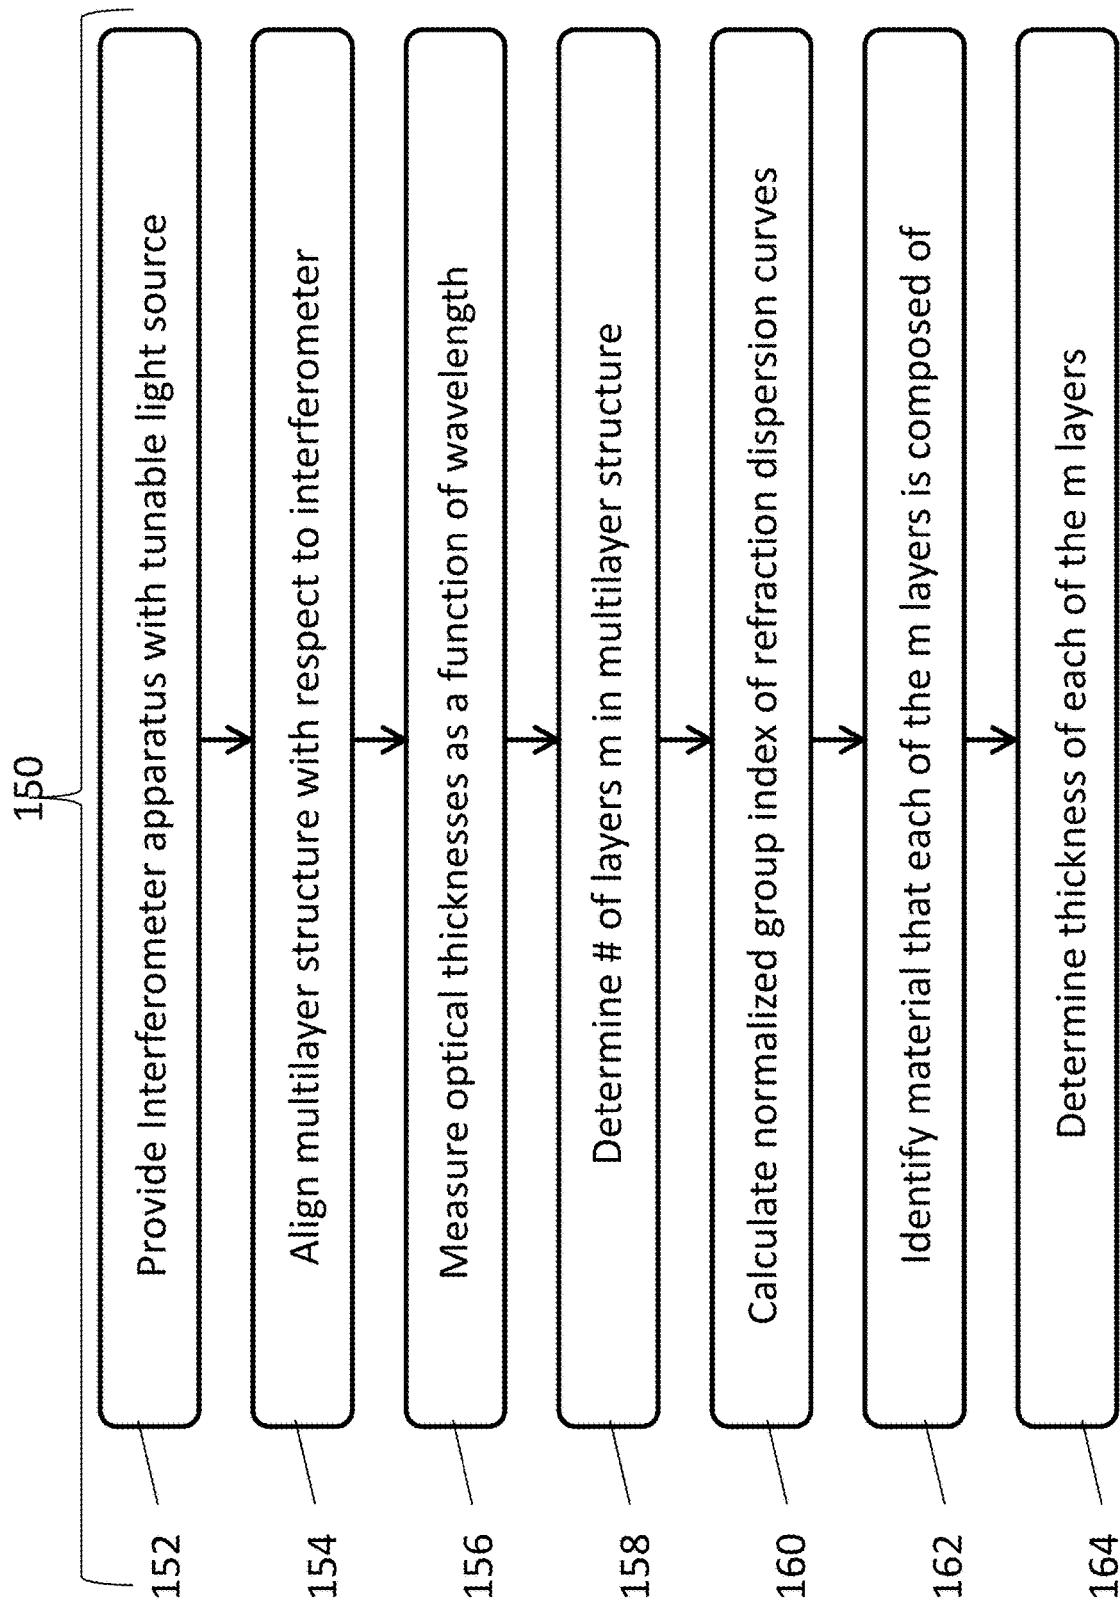 150
152
Provide Interferometer apparatus with tunable light source
154
Align multilayer structure with respect to interferometer
156
Measure optical thicknesses as a function of wavelength
158
Determine # of layers m in multilayer structure
160
Calculate normalized group index of refraction dispersion curves
162
Identify material that each of the m layers is composed of
164
Determine thickness of each of the m layers